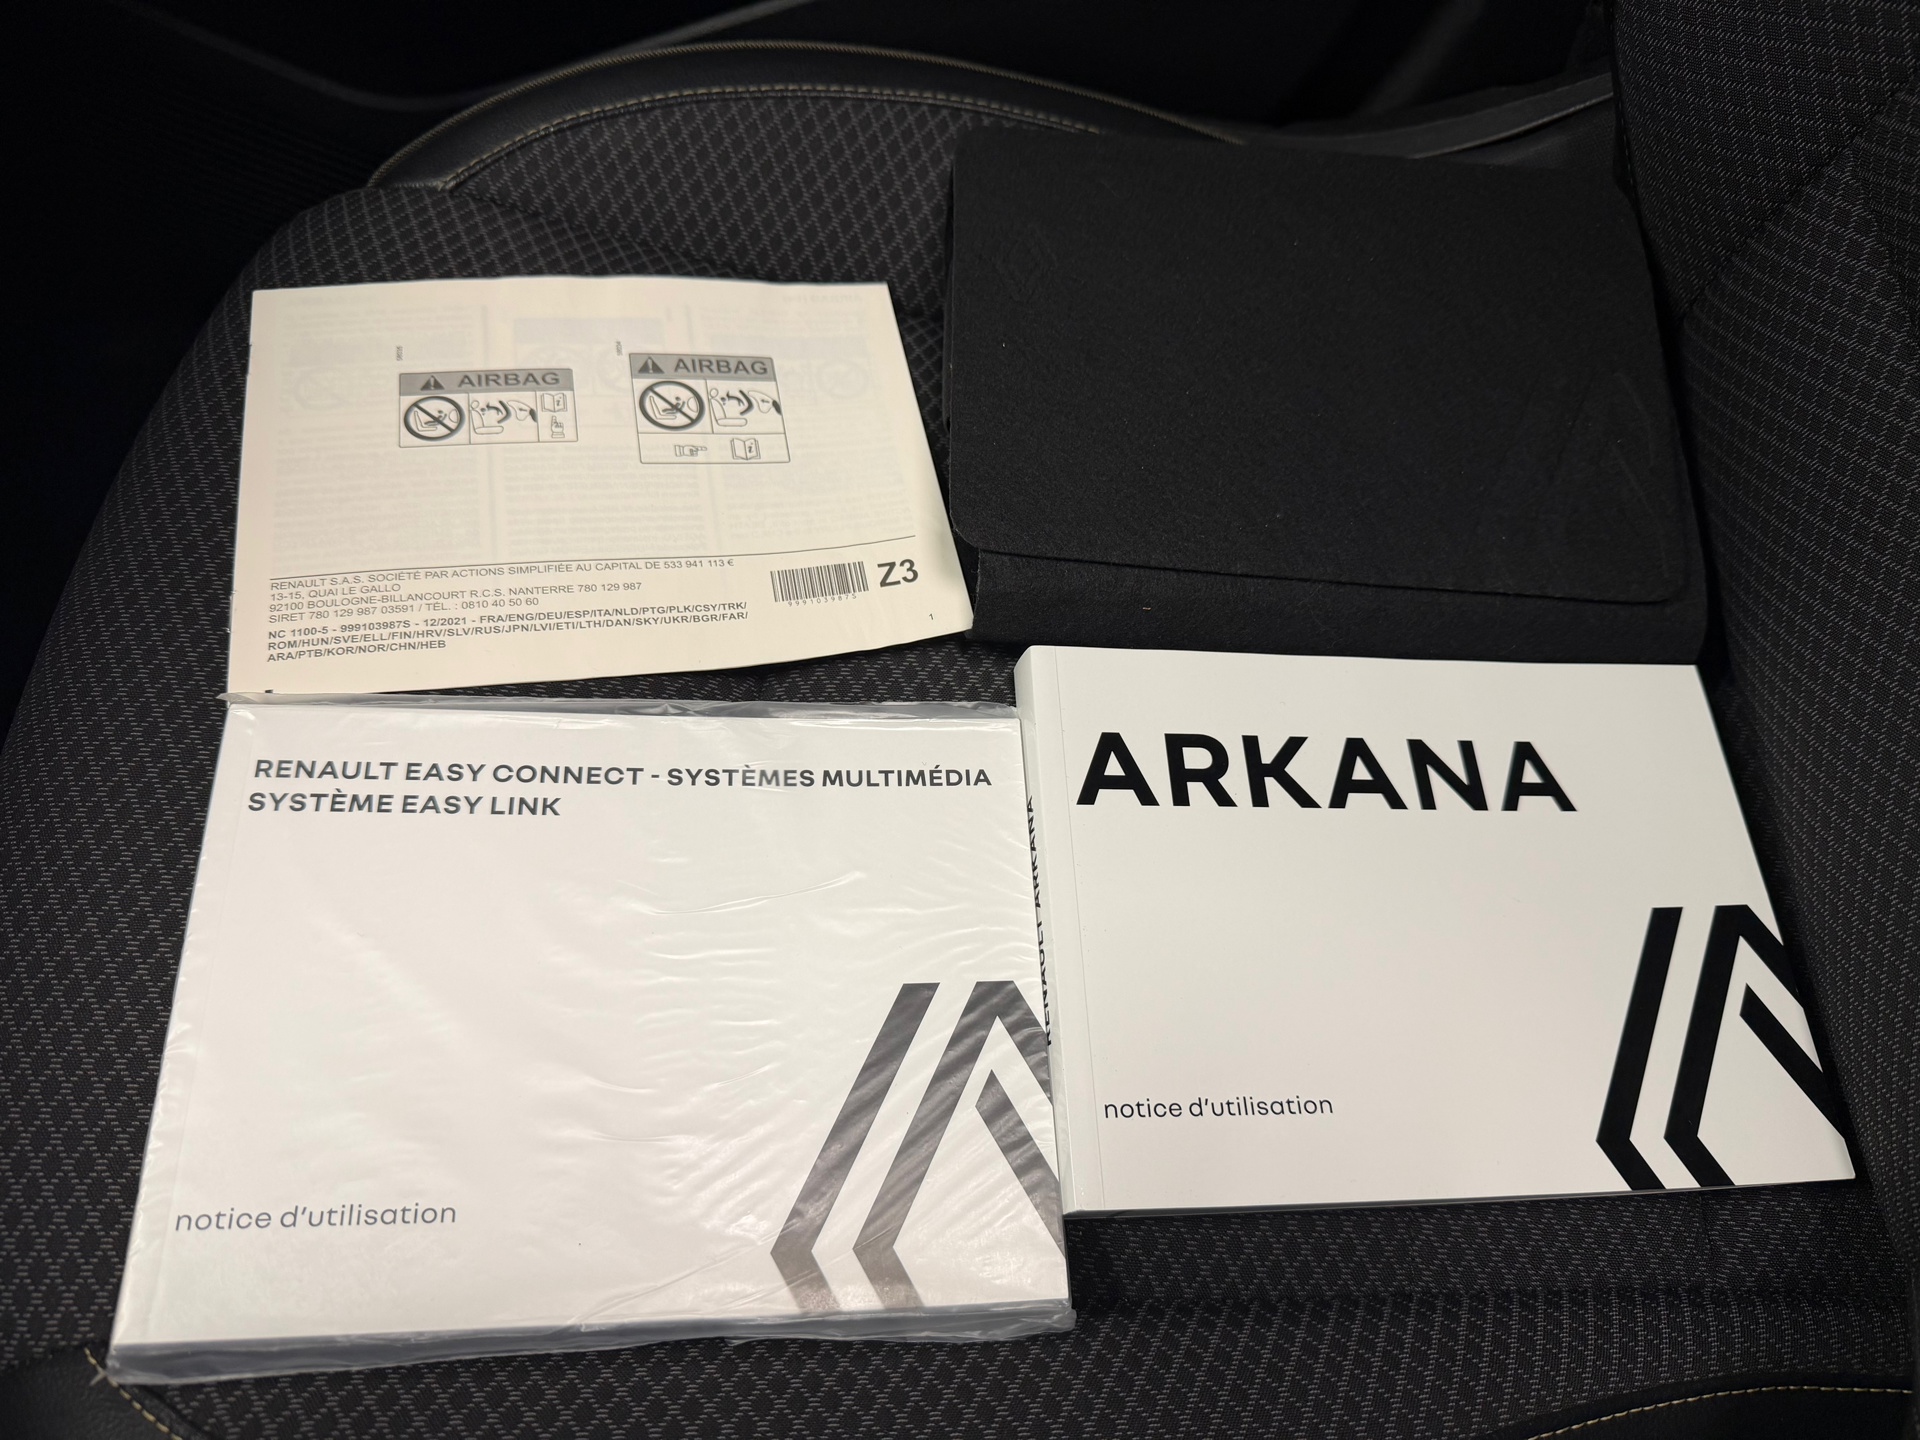 AIRBAG
AIRBAG
RENAULT S.A.S. SOCIÉTÉ PAR ACTIONS SIMPLIFIÉE AU CAPITAL DE 533 941 113 €
13-15, QUAI LE GALLO
92100 BOULOGNE-BILLANCOURT R.C.S. NANTERRE 780 129 987
SIRET 780 129 987 03591 / TÉL. : 0810 40 50 60
NC 1100-5 - 999103987S - 12/2021 - FRA/ENG/DEU/ESP/ITA/NLD/PTG/PLK/CSY/TRK/
ROM/HUN/SVE/ELL/FIN/HRV/SLV/RUS/JPN/LVI/ETI/LTH/DAN/SKY/UKR/BGR/FAR/
ARA/PTB/KOR/NOR/CHN/HEB
999103987S
Z3
1
RENAULT EASY CONNECT - SYSTÈMES MULTIMÉDIA
SYSTÈME EASY LINK
notice d'utilisation
RENAULT ARKANA
ARKANA
notice d'utilisation